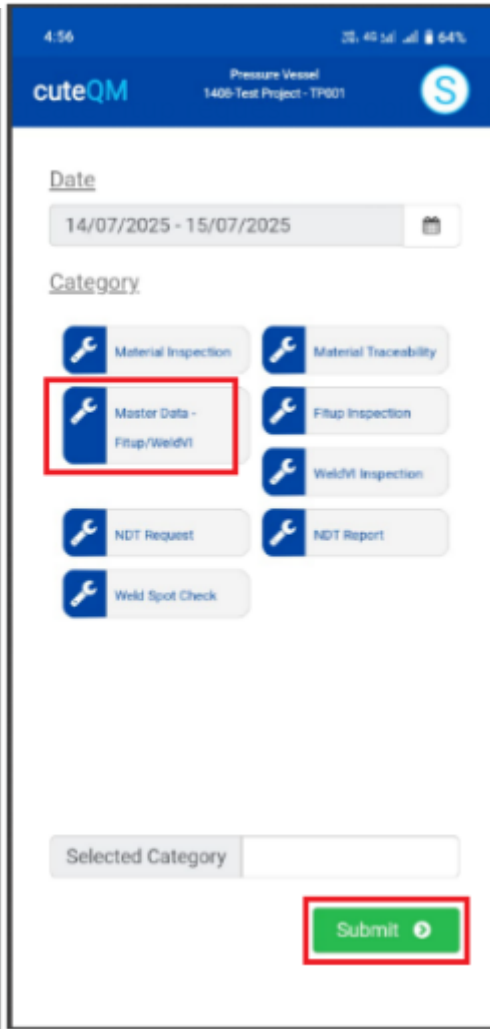 4:56
4G 64%
Pressure Vessel
cuteQM
1408-Test Project - TP001
S
Date
14/07/2025 - 15/07/2025
Category
Material Inspection
Material Traceability
Master Data -
Fitup/WeldVI
Fitup Inspection
WeldVI Inspection
NDT Request
NDT Report
Weld Spot Check
Selected Category
Submit